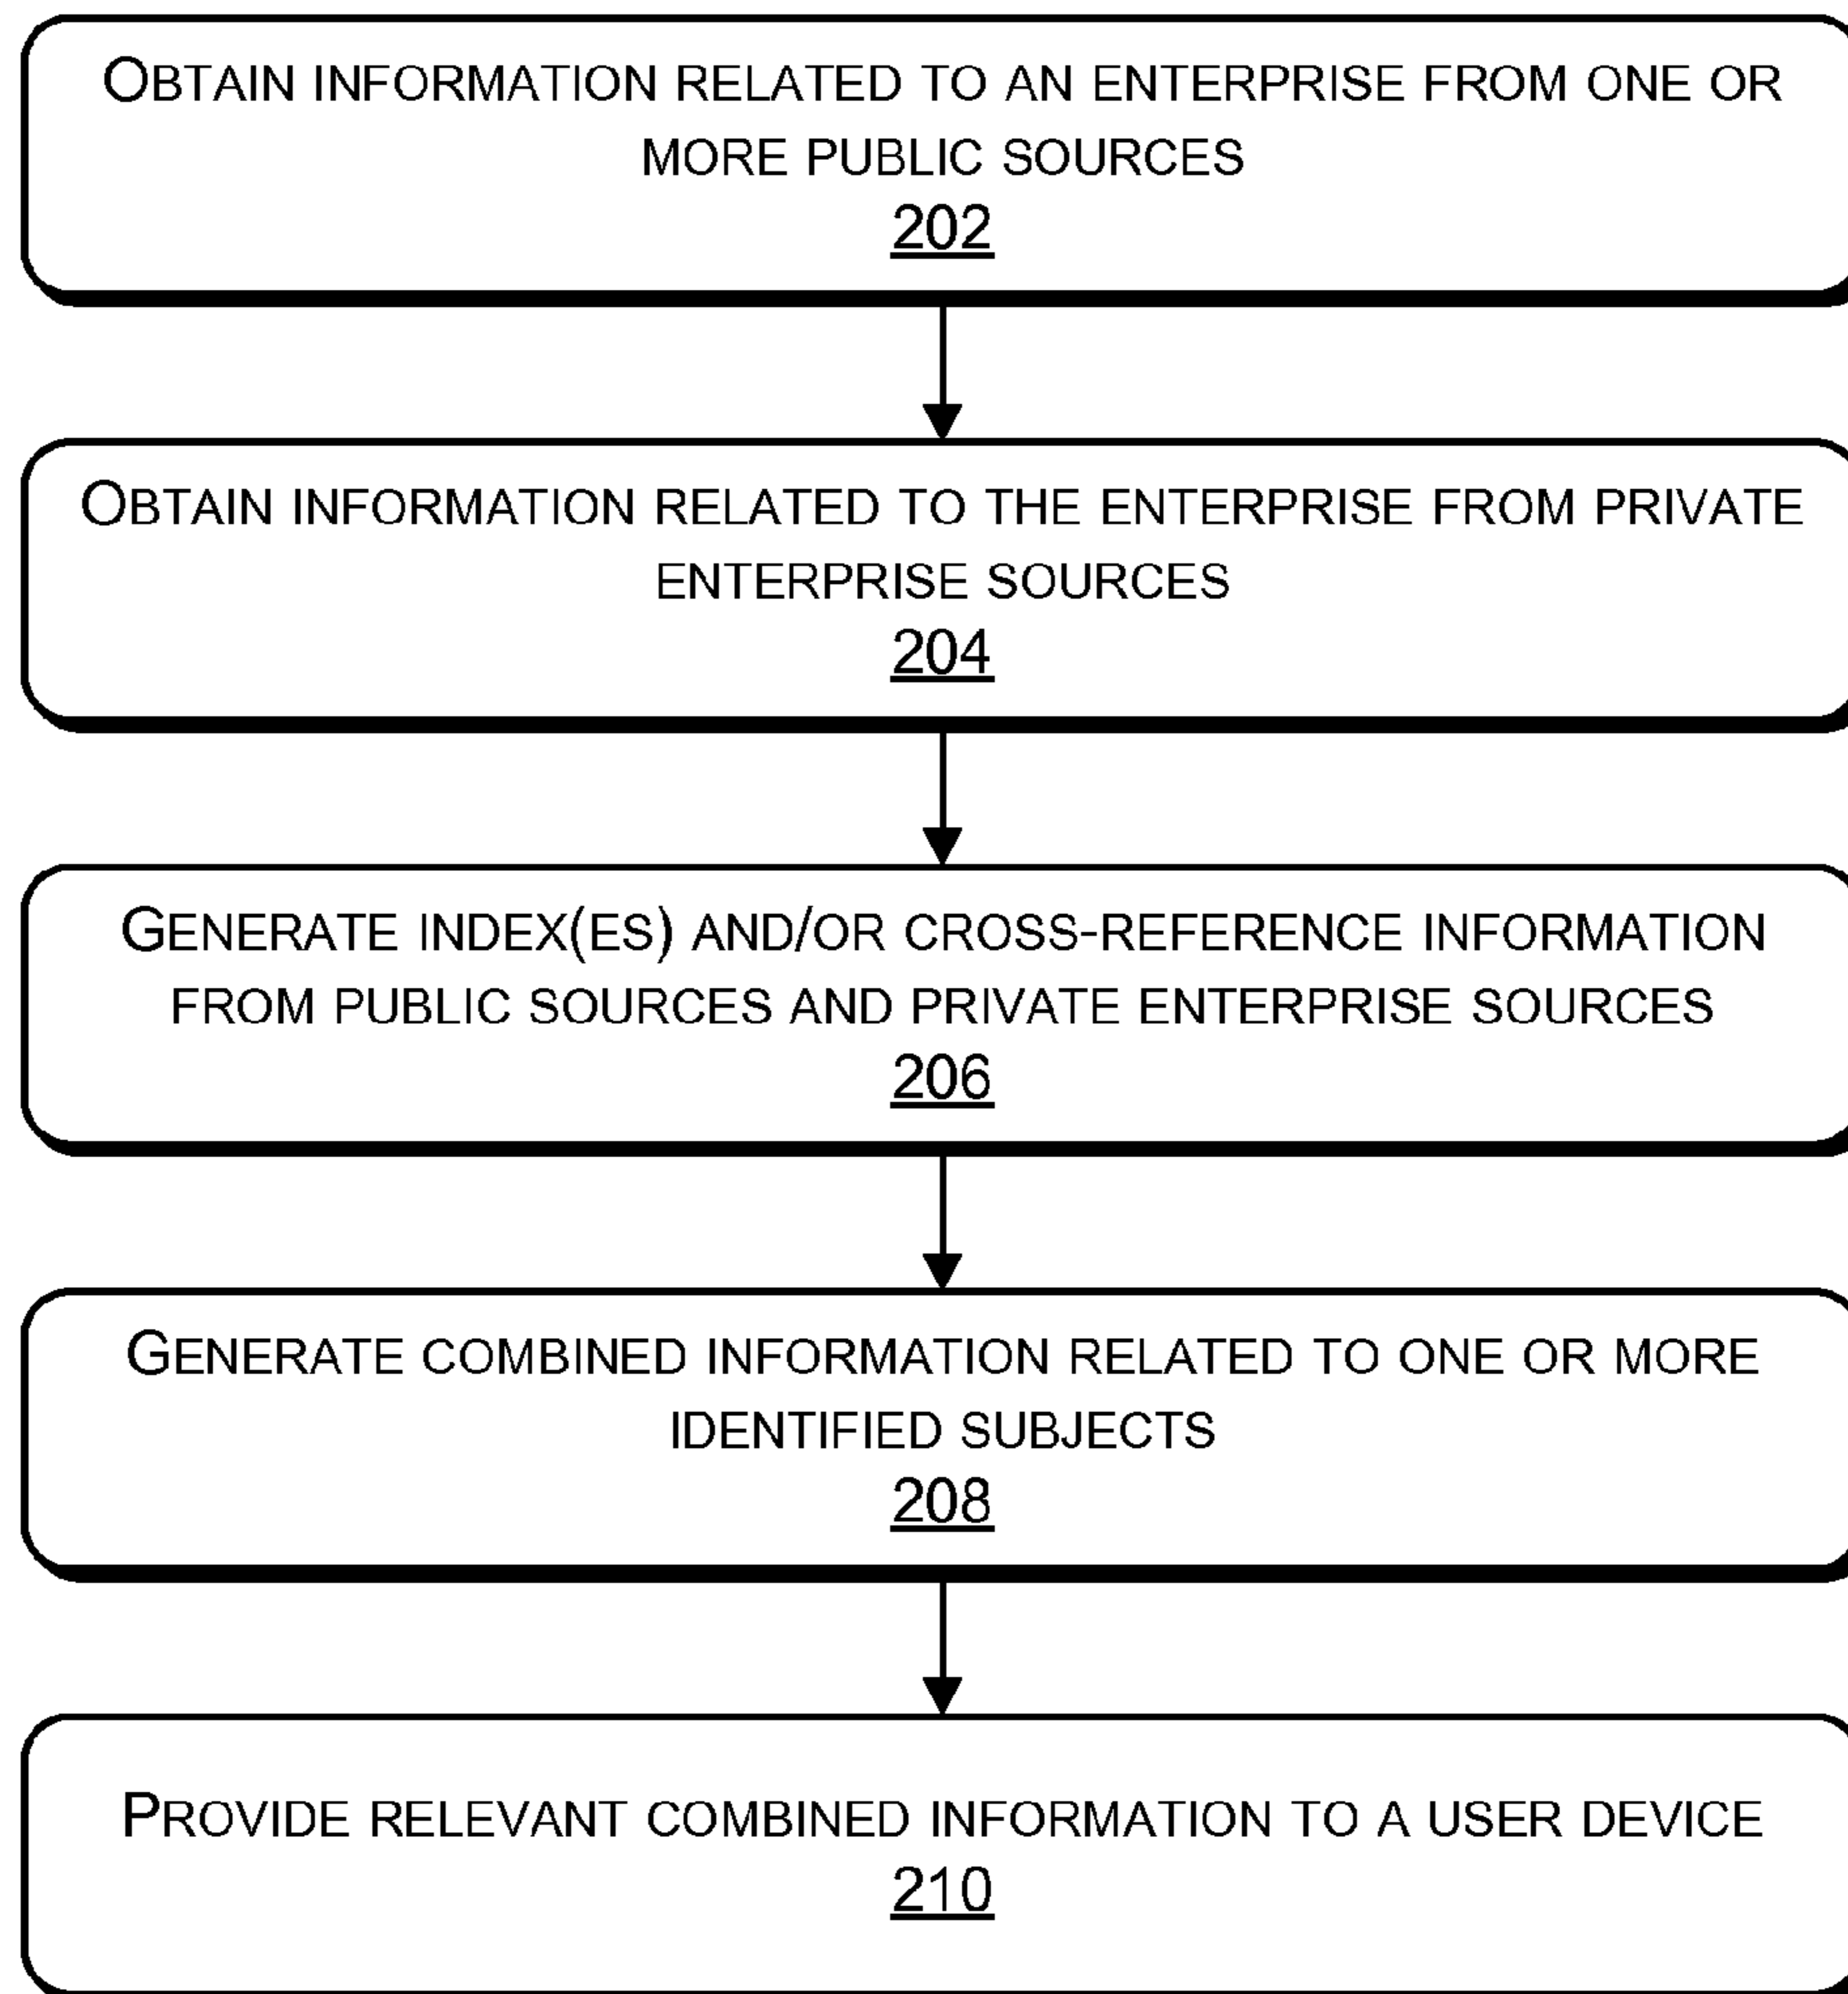 OBTAIN INFORMATION RELATED TO AN ENTERPRISE FROM ONE OR
MORE PUBLIC SOURCES
202
OBTAIN INFORMATION RELATED TO THE ENTERPRISE FROM PRIVATE
ENTERPRISE SOURCES
204
GENERATE INDEX(ES) AND/OR CROSS-REFERENCE INFORMATION
FROM PUBLIC SOURCES AND PRIVATE ENTERPRISE SOURCES
206
GENERATE COMBINED INFORMATION RELATED TO ONE OR MORE
IDENTIFIED SUBJECTS
208
PROVIDE RELEVANT COMBINED INFORMATION TO A USER DEVICE
210